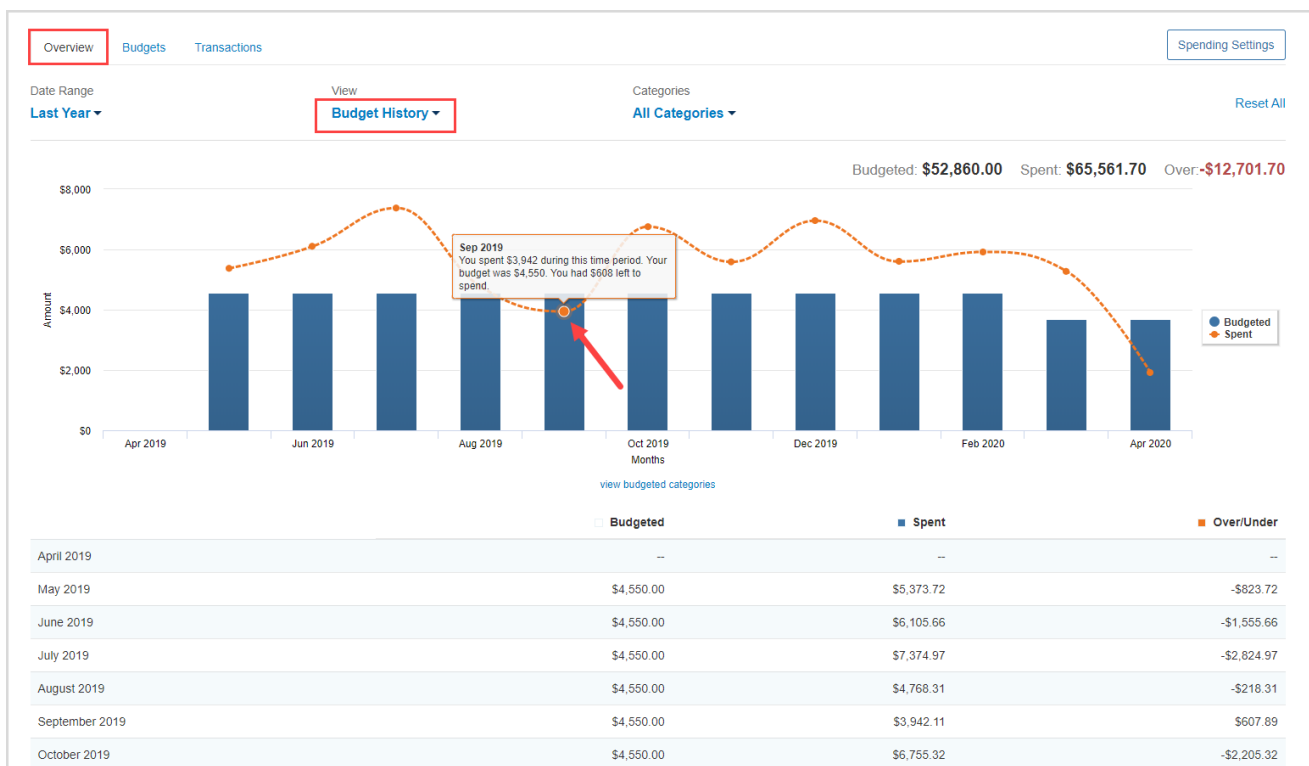 Overview Budgets Transactions Spending Settings
Date Range View Categories
Last Year Budget History All Categories Reset All
Budgeted: $52,860.00 Spent: $65,561.70 Over:-$12,701.70
$8,000
$6,000
$4,000
$2,000
$0
Amount
Sep 2019
You spent $3,942 during this time period. Your
budget was $4,550. You had $608 left to
spend.
Budgeted
Spent
Apr 2019 Jun 2019 Aug 2019 Oct 2019 Dec 2019 Feb 2020 Apr 2020
Months
view budgeted categories
Budgeted Spent Over/Under
April 2019 -- -- --
May 2019 $4,550.00 $5,373.72 -$823.72
June 2019 $4,550.00 $6,105.66 -$1,555.66
July 2019 $4,550.00 $7,374.97 -$2,824.97
August 2019 $4,550.00 $4,768.31 -$218.31
September 2019 $4,550.00 $3,942.11 $607.89
October 2019 $4,550.00 $6,755.32 -$2,205.32